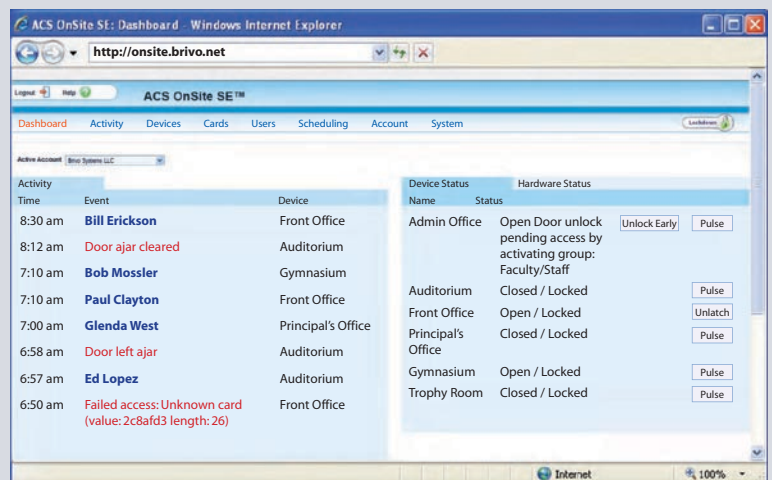 ACS OnSite SE: Dashboard - Windows Internet Explorer
http://onsite.brivo.net
Logout Help
ACS OnSite SE™
Dashboard Activity Devices Cards Users Scheduling Account System
Lockdown
Active Account Brivo Systems LLC
Activity
Time Event Device
8:30 am Bill Erickson Front Office
8:12 am Door ajar cleared Auditorium
7:10 am Bob Mossler Gymnasium
7:10 am Paul Clayton Front Office
7:00 am Glenda West Principal's Office
6:58 am Door left ajar Auditorium
6:57 am Ed Lopez Auditorium
6:50 am Failed access: Unknown card Front Office
(value: 2c8afd3 length: 26)
Device Status Hardware Status
Name Status
Admin Office Open Door unlock Unlock Early Pulse
pending access by
activating group:
Faculty/Staff
Auditorium Closed / Locked Pulse
Front Office Open / Locked Unlatch
Principal's Closed / Locked Pulse
Office
Gymnasium Open / Locked Pulse
Trophy Room Closed / Locked Pulse
Internet 100%